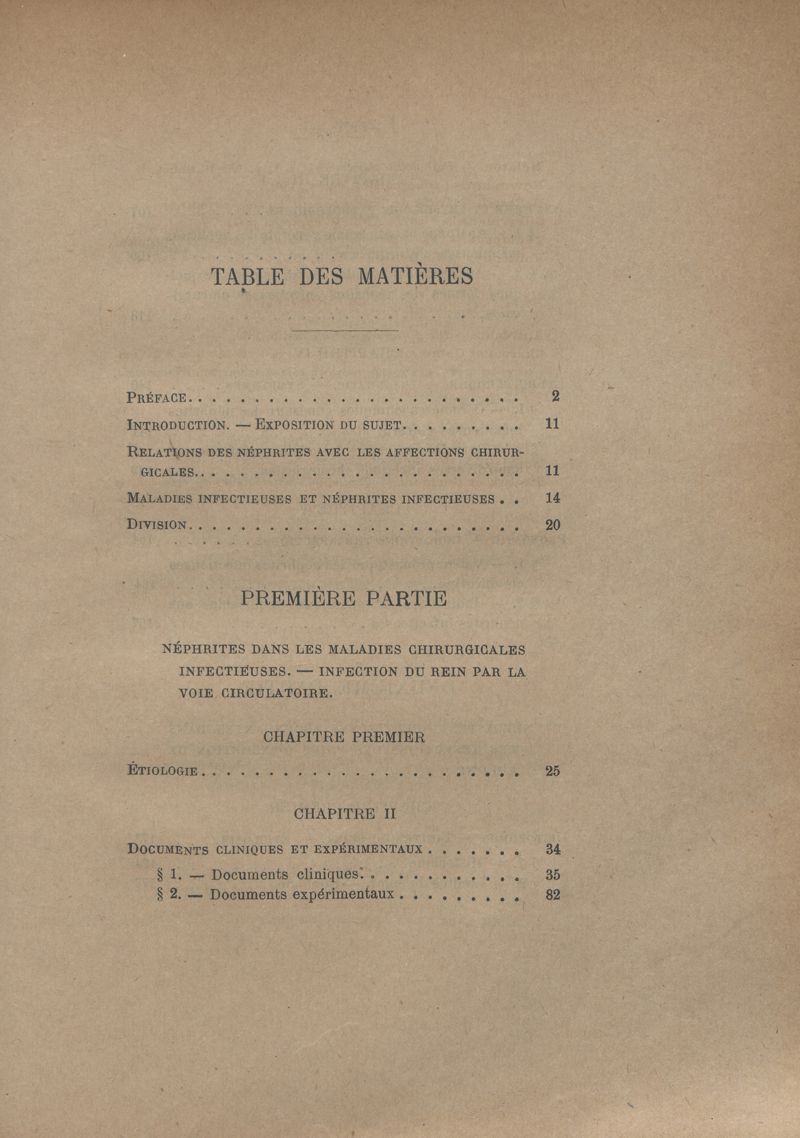 TABLE DES MATIÈRES
PRÉFACE. . . . . . . . . . . . . . . . . . . . . . . 2
INTRODUCTION. — EXPOSITION DU SUJET. . . . . . . . . 11
RELATIONS DES NÉPHRITES AVEC LES AFFECTIONS CHIRUR-
GICALES. . . . . . . . . . . . . . . . . . . . . . . 11
MALADIES INFECTIEUSES ET NÉPHRITES INFECTIEUSES . . 14
DIVISION. . . . . . . . . . . . . . . . . . . . . . . 20
PREMIÈRE PARTIE
NÉPHRITES DANS LES MALADIES CHIRURGICALES
INFECTIEUSES. — INFECTION DU REIN PAR LA
VOIE CIRCULATOIRE.
CHAPITRE PREMIER
ÉTIOLOGIE . . . . . . . . . . . . . . . . . . . . . . 25
CHAPITRE II
DOCUMENTS CLINIQUES ET EXPÉRIMENTAUX . . . . . . . 34
§ 1. — Documents cliniques. . . . . . . . . . . . 35
§ 2. — Documents expérimentaux . . . . . . . . . 82